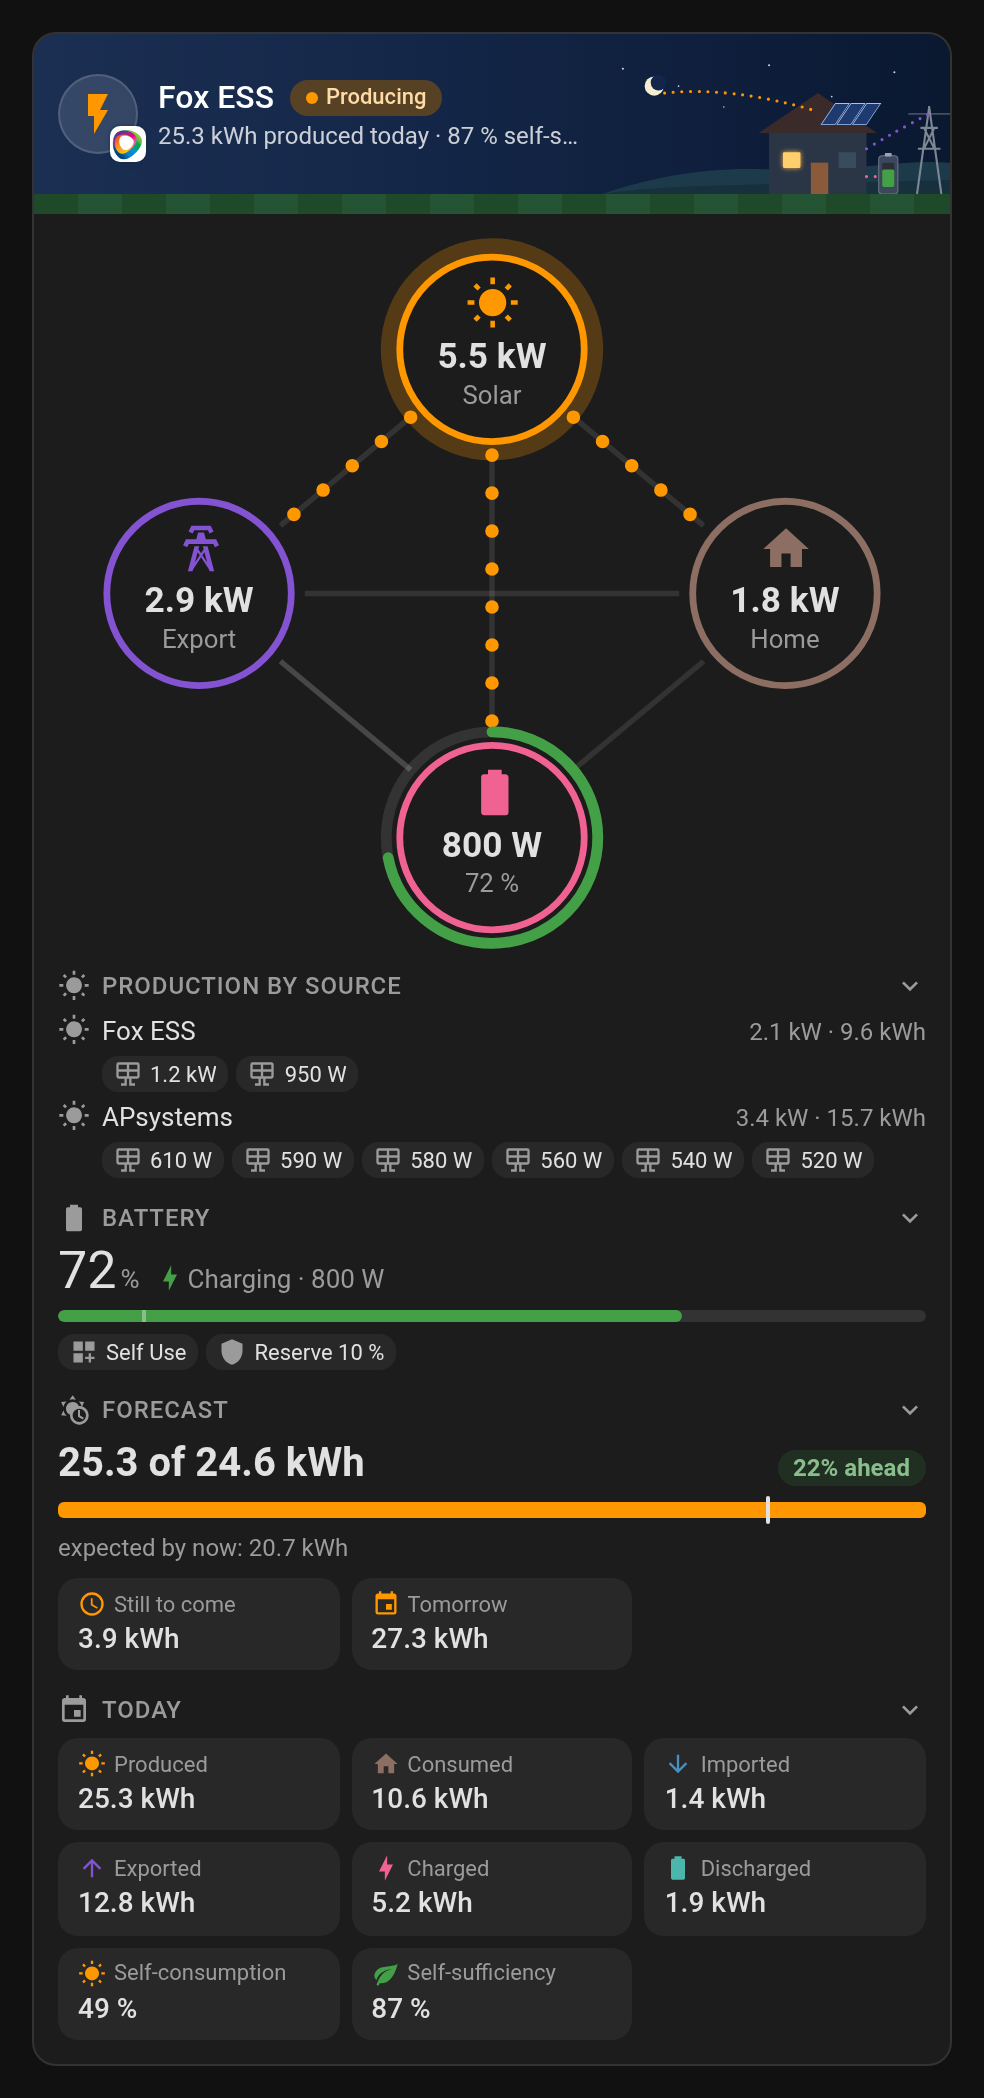 Fox ESS
Producing
25.3 kWh produced today · 87 % self-s...
5.5 kW
Solar
2.9 kW
Export
1.8 kW
Home
800 W
72 %
PRODUCTION BY SOURCE
Fox ESS
2.1 kW · 9.6 kWh
1.2 kW
950 W
APsystems
3.4 kW · 15.7 kWh
610 W
590 W
580 W
560 W
540 W
520 W
BATTERY
72 %
Charging · 800 W
Self Use
Reserve 10 %
FORECAST
25.3 of 24.6 kWh
22% ahead
expected by now: 20.7 kWh
Still to come
3.9 kWh
Tomorrow
27.3 kWh
TODAY
Produced
25.3 kWh
Consumed
10.6 kWh
Imported
1.4 kWh
Exported
12.8 kWh
Charged
5.2 kWh
Discharged
1.9 kWh
Self-consumption
49 %
Self-sufficiency
87 %